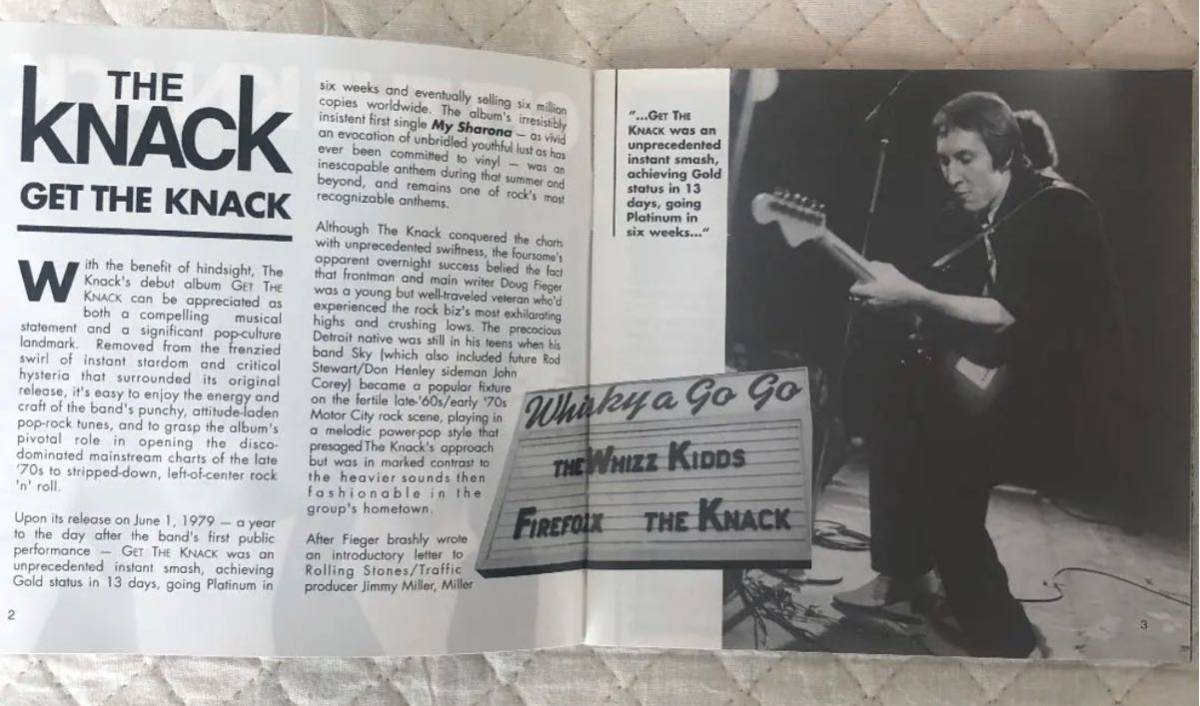 THE
KNACK
GET THE KNACK
With the benefit of hindsight, The
Knack's debut album GET THE
KNACK can be appreciated as
both a compelling musical
statement and a significant pop-culture
landmark. Removed from the frenzied
swirl of instant stardom and critical
hysteria that surrounded its original
release, it's easy to enjoy the energy and
craft of the band's punchy, attitude-laden
pop-rock tunes, and to grasp the album's
pivotal role in opening the disco-
dominated mainstream charts of the late
'70s to stripped-down, left-of-center rock
'n' roll.
Upon its release on June 1, 1979 — a year
to the day after the band's first public
performance — GET THE KNACK was an
unprecedented instant smash, achieving
Gold status in 13 days, going Platinum in
2
six weeks and eventually selling six million
copies worldwide. The album's irresistibly
insistent first single My Sharona — as vivid
an evocation of unbridled youthful lust as has
ever been committed to vinyl — was an
inescapable anthem during that summer and
beyond, and remains one of rock's most
recognizable anthems.
Although The Knack conquered the charts
with unprecedented swiftness, the foursome's
apparent overnight success belied the fact
that frontman and main writer Doug Fieger
was a young but well-traveled veteran who'd
experienced the rock biz's most exhilarating
highs and crushing lows. The precocious
Detroit native was still in his teens when his
band Sky (which also included future Rod
Stewart/Don Henley sideman John
Corey) became a popular fixture
on the fertile late-'60s/early '70s
Motor City rock scene, playing in
a melodic power-pop style that
presaged The Knack's approach
but was in marked contrast to
the heavier sounds then
fashionable in the
group's hometown.
After Fieger brashly wrote
an introductory letter to
Rolling Stones/Traffic
producer Jimmy Miller, Miller
"...GET THE
KNACK was an
unprecedented
instant smash,
achieving Gold
status in 13
days, going
Platinum in
six weeks..."
Whisky a Go Go
THE WHIZZ KIDDS
FIREFOXX THE KNACK
3